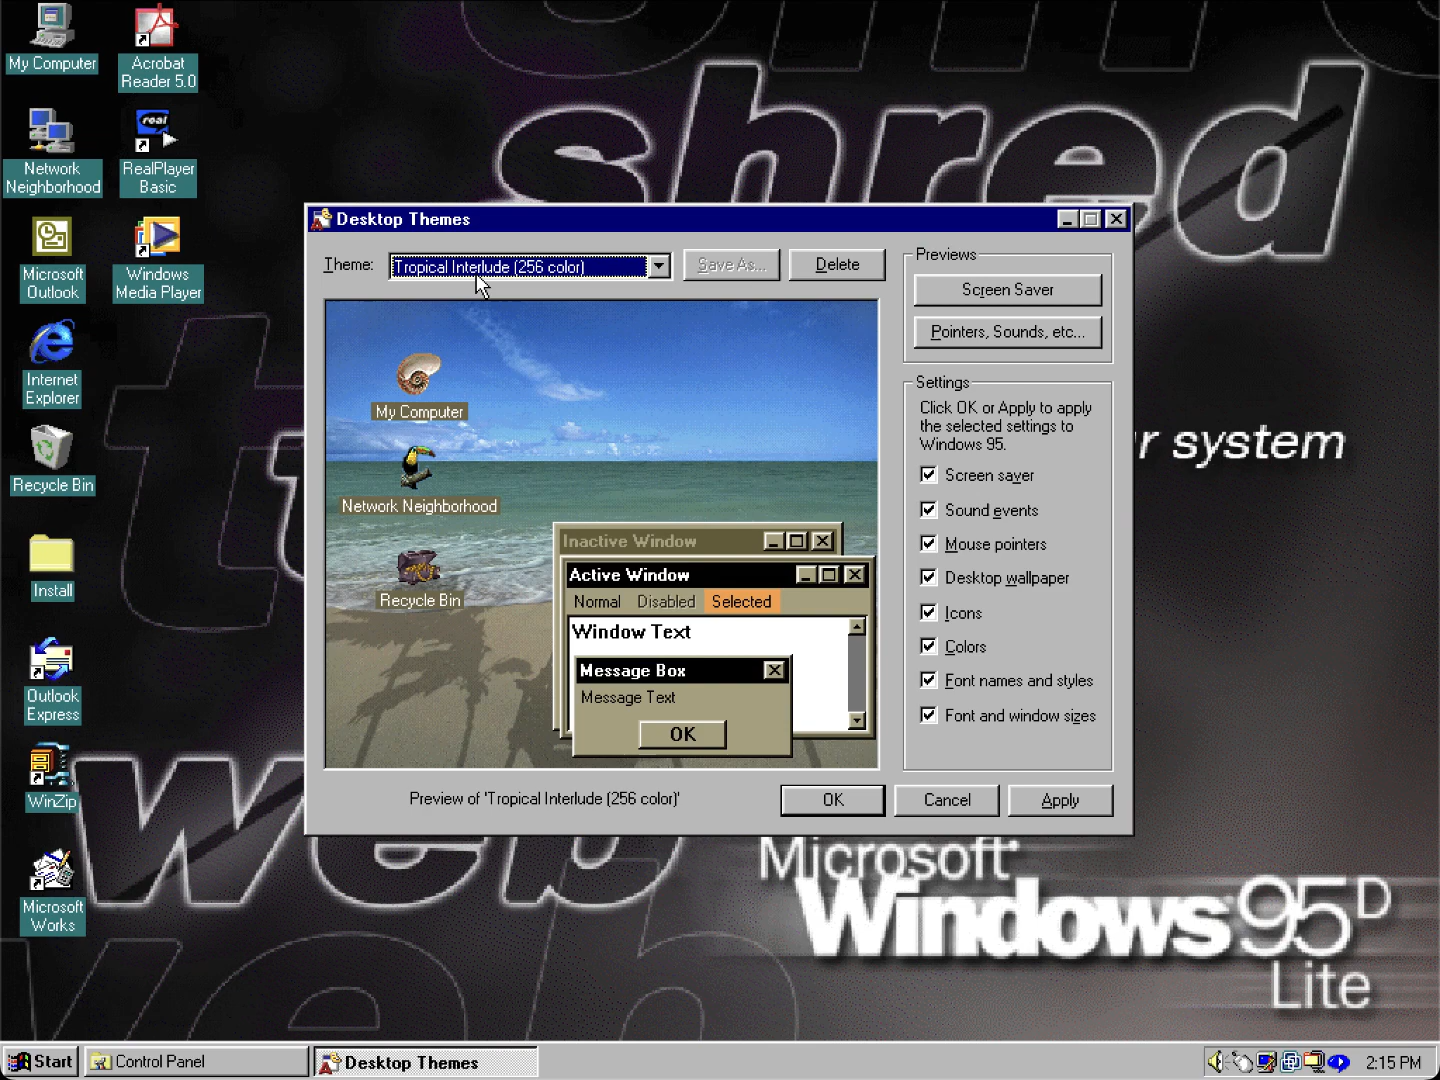 My Computer
Acrobat
Reader 5.0
Network
Neighborhood
real
RealPlayer
Basic
Microsoft
Outlook
Windows
Media Player
Internet
Explorer
Recycle Bin
Install
Outlook
Express
WinZip
Microsoft
Works
shred
r system
web
Microsoft
Windows 95 D
Lite
Desktop Themes
Theme:
Tropical Interlude (256 color)
Save As...
Delete
Previews
Screen Saver
Pointers, Sounds, etc...
Settings
Click OK or Apply to apply
the selected settings to
Windows 95.
Screen saver
Sound events
Mouse pointers
Desktop wallpaper
Icons
Colors
Font names and styles
Font and window sizes
My Computer
Network Neighborhood
Recycle Bin
Inactive Window
Active Window
Normal Disabled Selected
Window Text
Message Box
Message Text
OK
Preview of 'Tropical Interlude (256 color)'
OK
Cancel
Apply
Start
Control Panel
Desktop Themes
2:15 PM